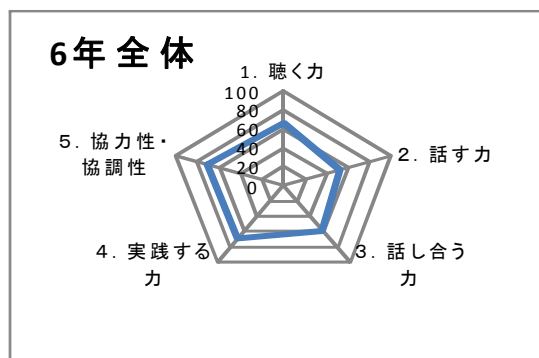 6年全体
1. 聴く力
100
80
60
40
20
0
2. 話す力
3. 話し合う
力
4. 実践する
力
5. 協力性・
協調性